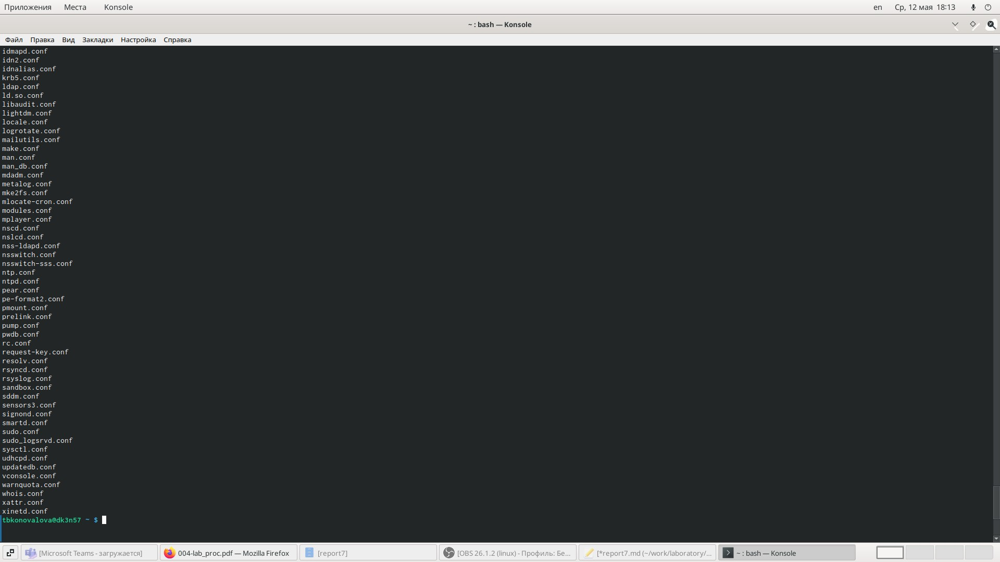 Приложения Места Konsole en Ср, 12 мая 18:13
~ : bash — Konsole
Файл Правка Вид Закладки Настройка Справка
idmapd.conf
idn2.conf
idnalias.conf
krb5.conf
ldap.conf
ld.so.conf
libaudit.conf
lightdm.conf
locale.conf
logrotate.conf
mailutils.conf
make.conf
man.conf
man_db.conf
mdadm.conf
metalog.conf
mke2fs.conf
mlocate-cron.conf
modules.conf
mplayer.conf
nscd.conf
nslcd.conf
nss-ldapd.conf
nsswitch.conf
nsswitch-sss.conf
ntp.conf
ntpd.conf
pear.conf
pe-format2.conf
pmount.conf
prelink.conf
pump.conf
pwdb.conf
rc.conf
request-key.conf
resolv.conf
rsyncd.conf
rsyslog.conf
sandbox.conf
sddm.conf
sensors3.conf
signond.conf
smartd.conf
sudo.conf
sudo_logsrvd.conf
sysctl.conf
udhcpd.conf
updatedb.conf
vconsole.conf
warnquota.conf
whois.conf
xattr.conf
xinetd.conf
tbkonovalova@dk3n57 ~ $
[Microsoft Teams - загружается] 004-lab_proc.pdf — Mozilla Firefox [report7] [OBS 26.1.2 (linux) - Профиль: Бе... [*report7.md (~/work/laboratory/... ~ : bash — Konsole